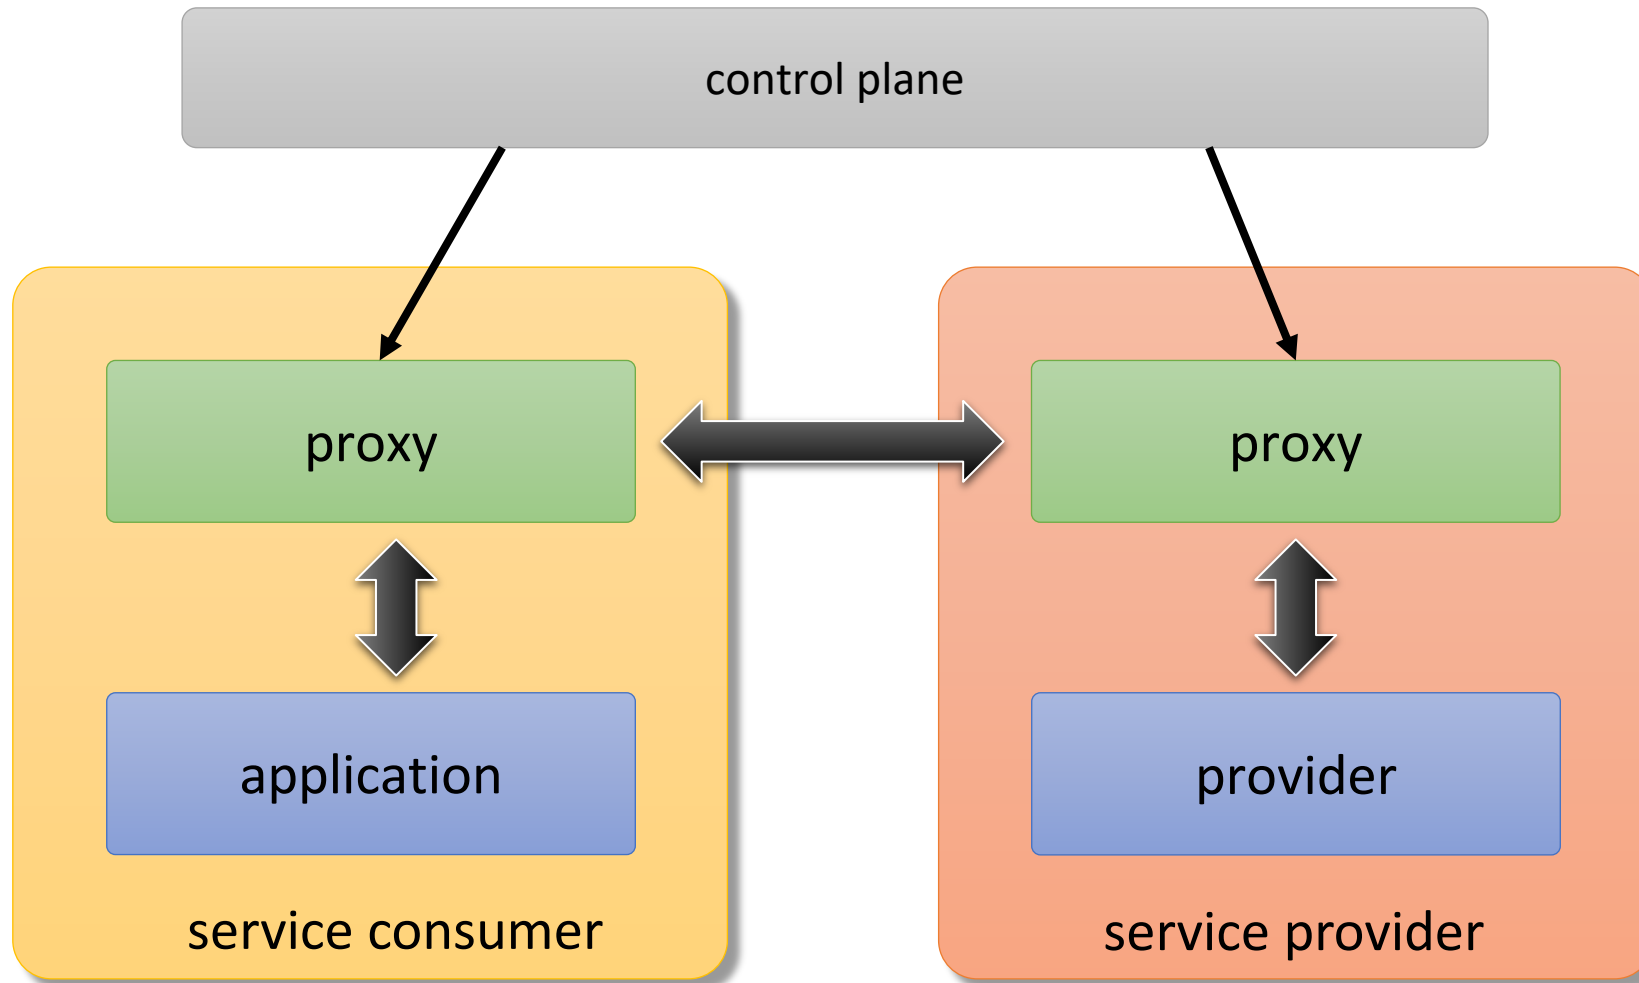 control plane
proxy
proxy
application
provider
service consumer
service provider